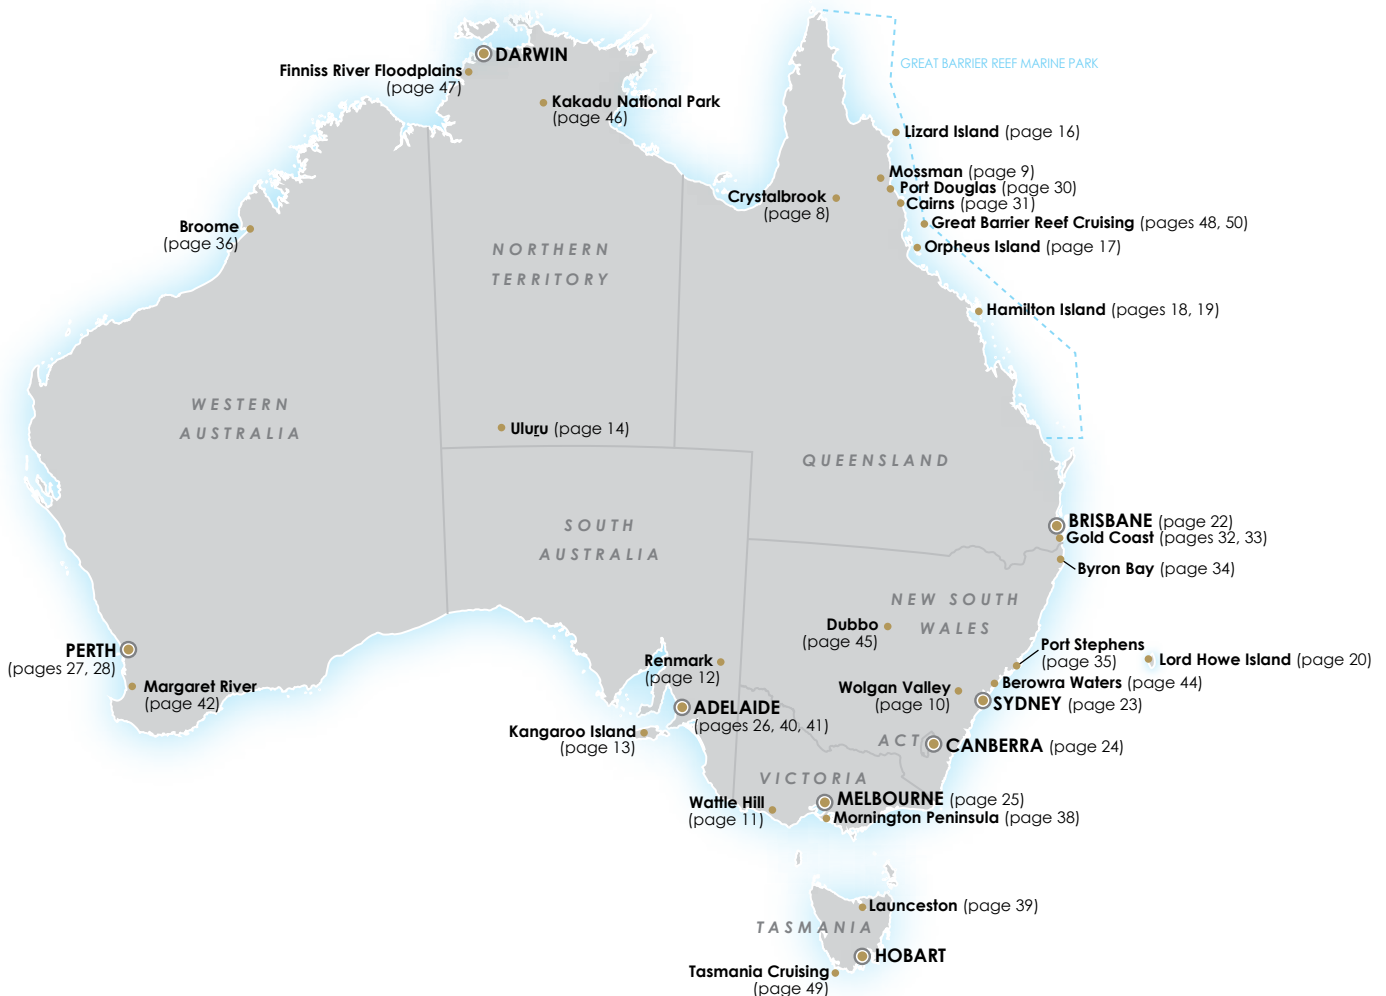 DARWIN
Finniss River Floodplains
(page 47)
Kakadu National Park
(page 46)
GREAT BARRIER REEF MARINE PARK
Lizard Island (page 16)
Mossman (page 9)
Port Douglas (page 30)
Cairns (page 31)
Crystalbrook
(page 8)
Great Barrier Reef Cruising (pages 48, 50)
Orpheus Island (page 17)
Broome
(page 36)
NORTHERN
TERRITORY
Hamilton Island (pages 18, 19)
WESTERN
AUSTRALIA
Uluṟu (page 14)
QUEENSLAND
SOUTH
AUSTRALIA
BRISBANE (page 22)
Gold Coast (pages 32, 33)
Byron Bay (page 34)
NEW SOUTH
WALES
Dubbo
(page 45)
Port Stephens
(page 35)
Lord Howe Island (page 20)
PERTH
(pages 27, 28)
Margaret River
(page 42)
Renmark
(page 12)
Wolgan Valley
(page 10)
Berowra Waters (page 44)
SYDNEY (page 23)
ADELAIDE
(pages 26, 40, 41)
Kangaroo Island
(page 13)
ACT
CANBERRA (page 24)
VICTORIA
Wattle Hill
(page 11)
MELBOURNE (page 25)
Mornington Peninsula (page 38)
Launceston (page 39)
TASMANIA
HOBART
Tasmania Cruising
(page 49)